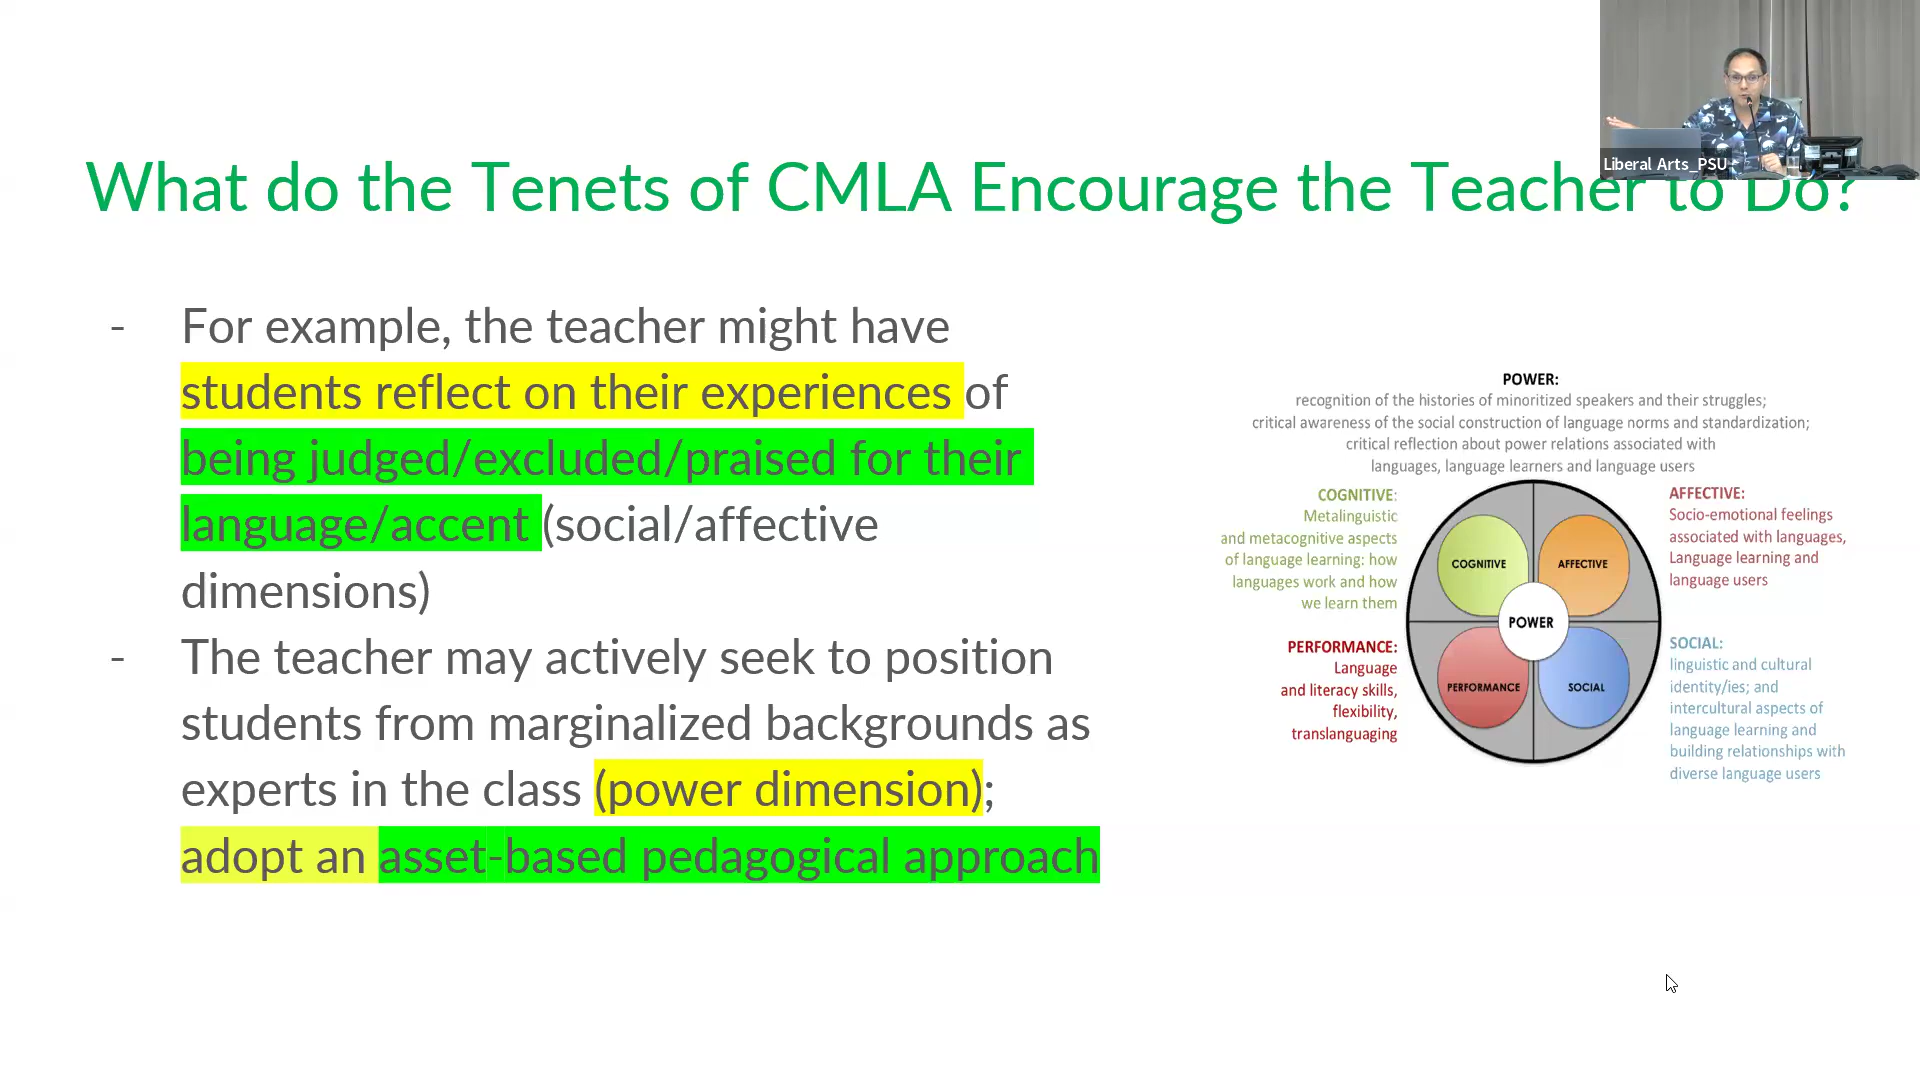 Liberal Arts_PSU
What do the Tenets of CMLA Encourage the Teacher to Do?
- For example, the teacher might have
students reflect on their experiences of
being judged/excluded/praised for their
language/accent (social/affective
dimensions)
- The teacher may actively seek to position
students from marginalized backgrounds as
experts in the class (power dimension);
adopt an asset-based pedagogical approach
POWER:
recognition of the histories of minoritized speakers and their struggles;
critical awareness of the social construction of language norms and standardization;
critical reflection about power relations associated with
languages, language learners and language users
COGNITIVE:
Metalinguistic
and metacognitive aspects
of language learning: how
languages work and how
we learn them
AFFECTIVE:
Socio-emotional feelings
associated with languages,
Language learning and
language users
COGNITIVE
AFFECTIVE
POWER
PERFORMANCE
SOCIAL
PERFORMANCE:
Language
and literacy skills,
flexibility,
translanguaging
SOCIAL:
linguistic and cultural
identity/ies; and
intercultural aspects of
language learning and
building relationships with
diverse language users